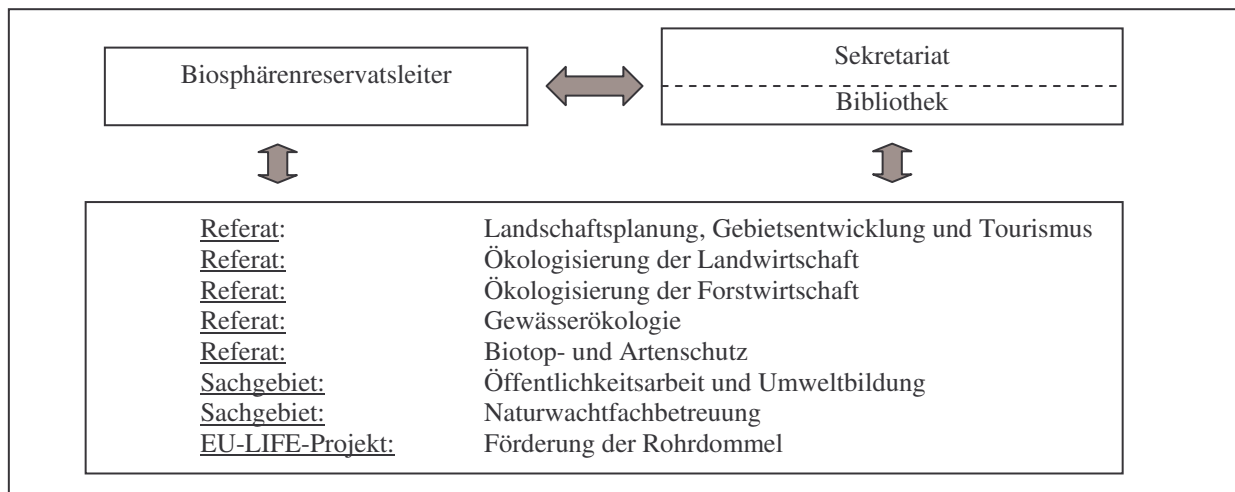 Biosphärenreservatsleiter
Sekretariat
Bibliothek
Referat: Landschaftsplanung, Gebietsentwicklung und Tourismus
Referat: Ökologisierung der Landwirtschaft
Referat: Ökologisierung der Forstwirtschaft
Referat: Gewässerökologie
Referat: Biotop- und Artenschutz
Sachgebiet: Öffentlichkeitsarbeit und Umweltbildung
Sachgebiet: Naturwachtfachbetreuung
EU-LIFE-Projekt: Förderung der Rohrdommel